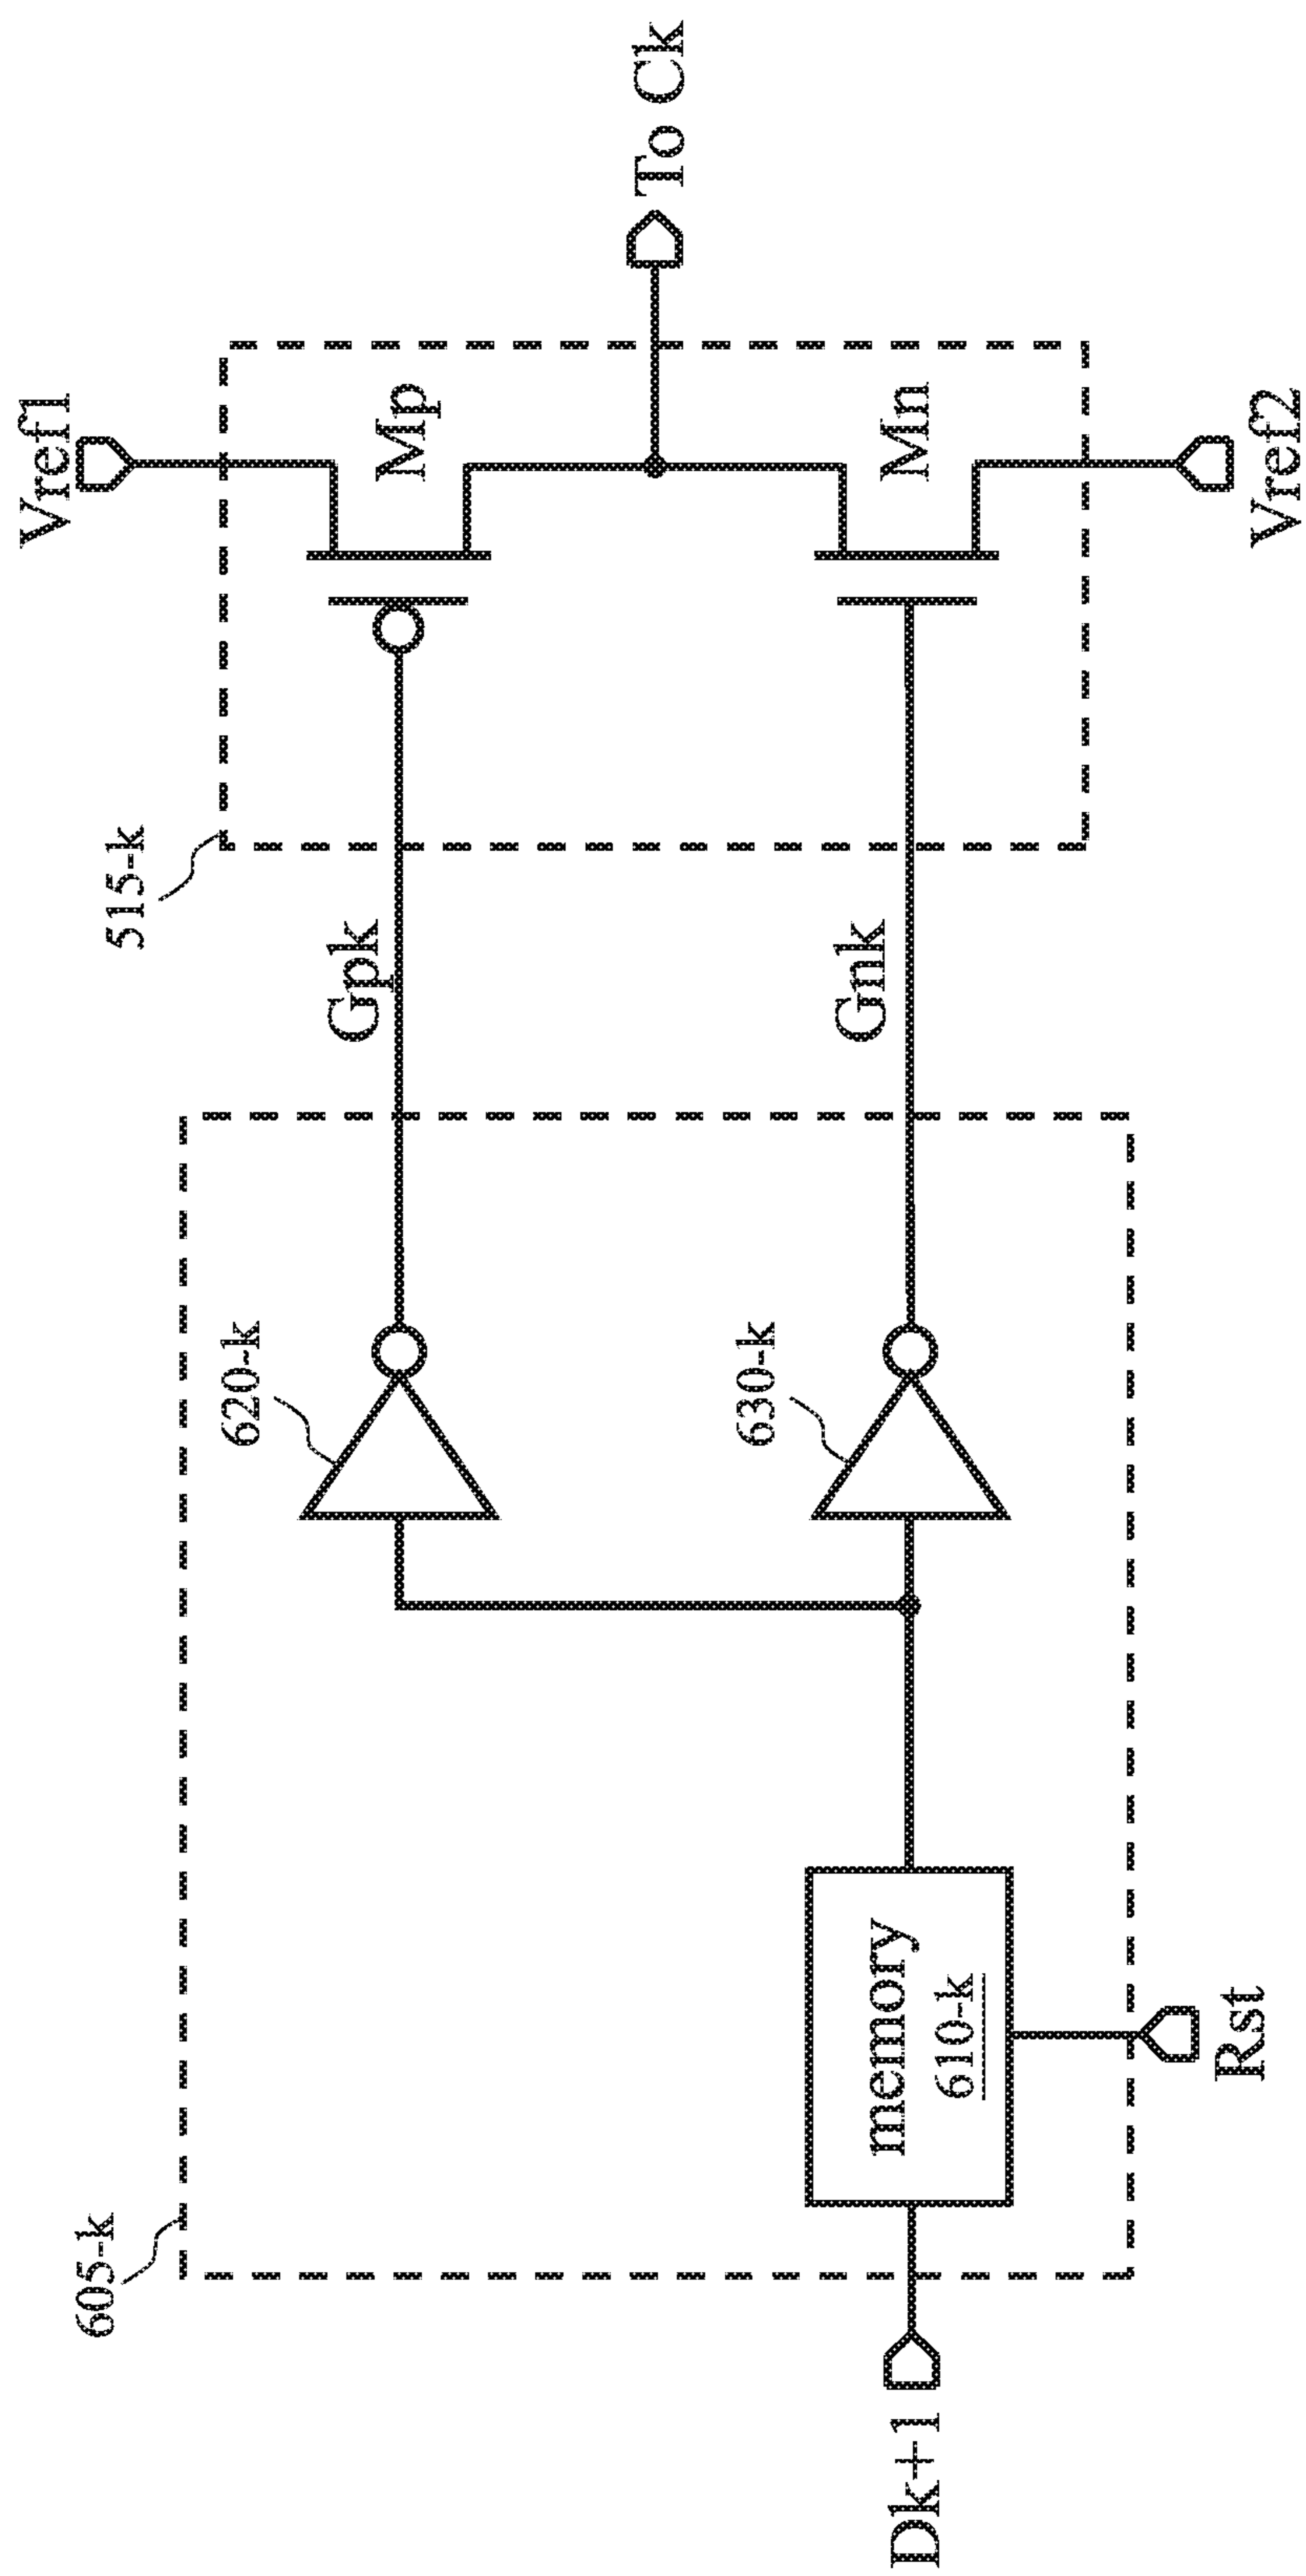 605-k
515-k
Vref1
620-k
Gpk
Mp
To Ck
630-k
Gnk
Mn
Dk+1
memory
610-k
Rst
Vref2